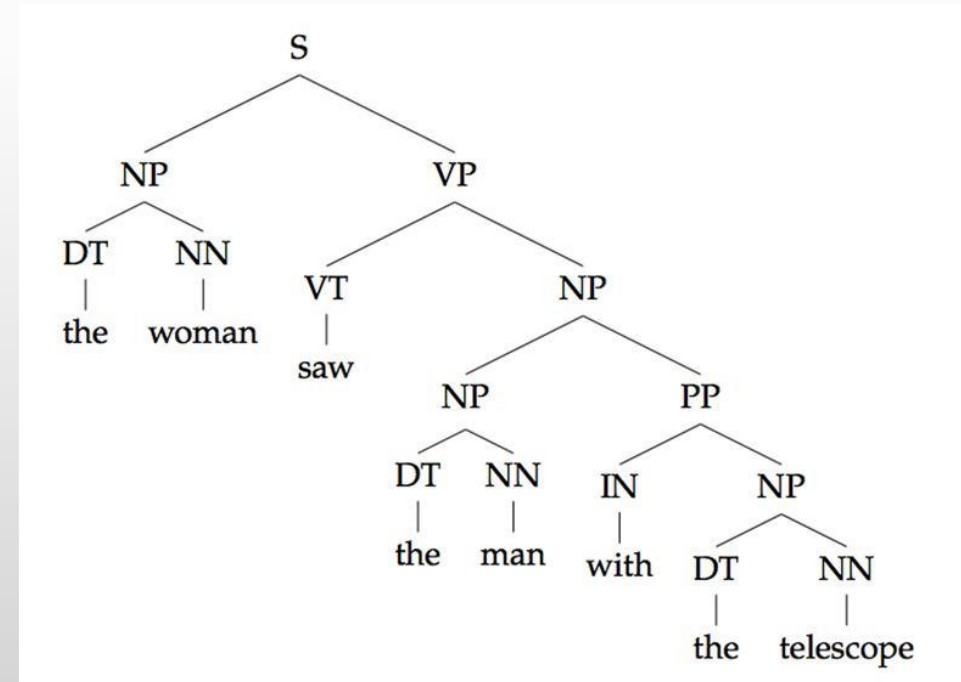 S
NP VP
DT NN
VT NP
the woman
saw
NP PP
DT NN
IN NP
the man
with DT NN
the telescope